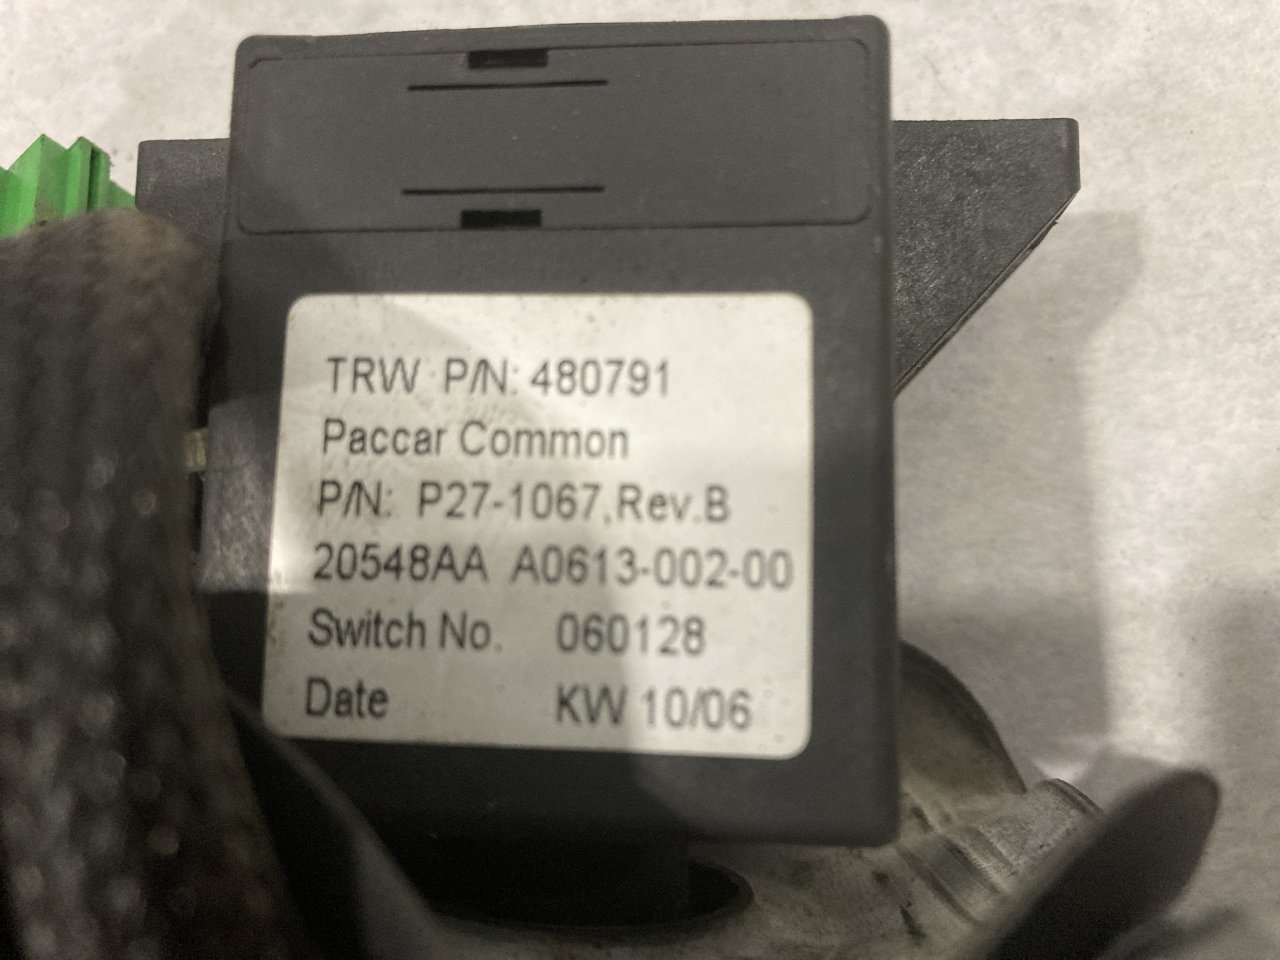 TRW P/N: 480791
Paccar Common
P/N: P27-1067,Rev.B
20548AA A0613-002-00
Switch No. 060128
Date KW 10/06